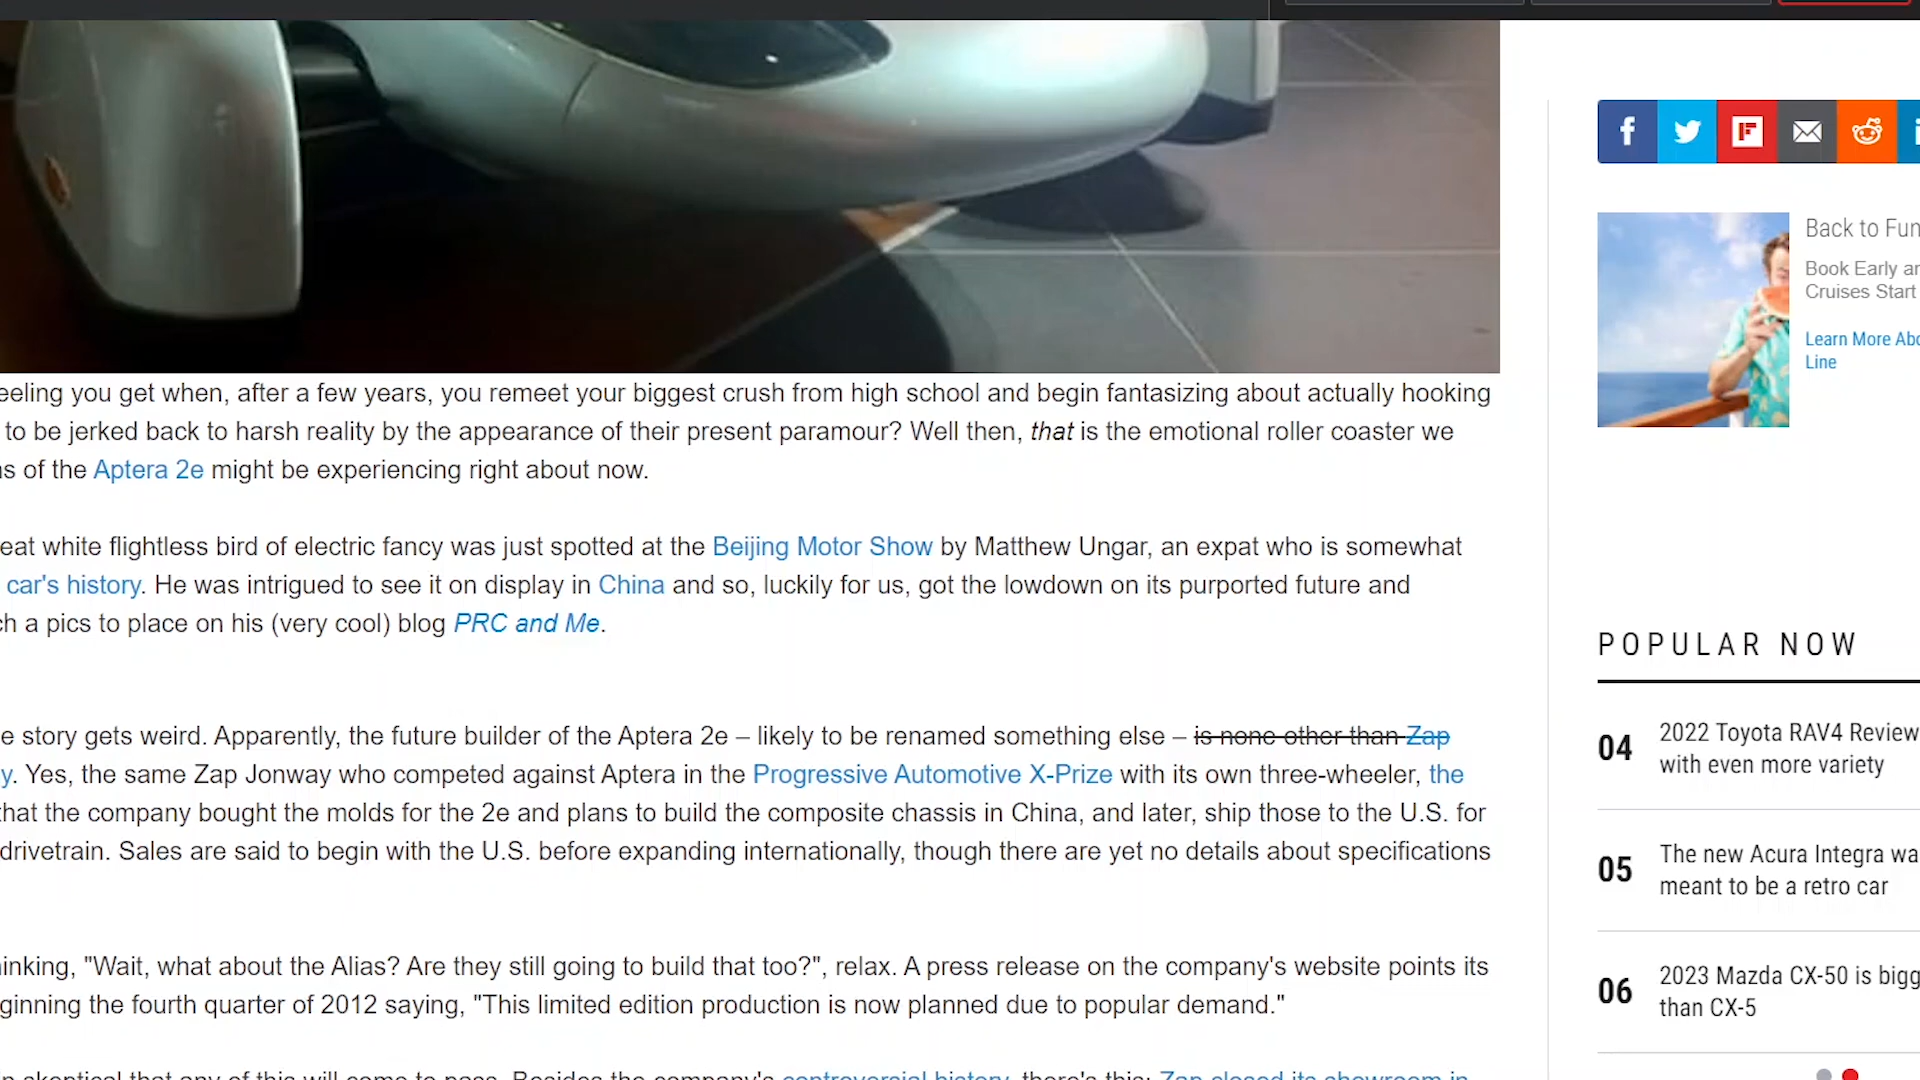 Back to Fun
Book Early
Cruises Start
Learn More
Line
eeling you get when, after a few years, you remeet your biggest crush from high school and begin fantasizing about actually hooking
to be jerked back to harsh reality by the appearance of their present paramour? Well then, that is the emotional roller coaster we
s of the Aptera 2e might be experiencing right about now.
eat white flightless bird of electric fancy was just spotted at the Beijing Motor Show by Matthew Ungar, an expat who is somewhat
car's history. He was intrigued to see it on display in China and so, luckily for us, got the lowdown on its purported future and
ch a pics to place on his (very cool) blog PRC and Me.
e story gets weird. Apparently, the future builder of the Aptera 2e – likely to be renamed something else – is none other than Zap
y. Yes, the same Zap Jonway who competed against Aptera in the Progressive Automotive X-Prize with its own three-wheeler, the
that the company bought the molds for the 2e and plans to build the composite chassis in China, and later, ship those to the U.S. for
drivetrain. Sales are said to begin with the U.S. before expanding internationally, though there are yet no details about specifications
inking, "Wait, what about the Alias? Are they still going to build that too?", relax. A press release on the company's website points its
ginning the fourth quarter of 2012 saying, "This limited edition production is now planned due to popular demand."
skeptical that any of this will come to pass. Besides the company's controversial history, there's this: Zap closed its showroom in
POPULAR NOW
04 2022 Toyota RAV4 Review
with even more variety
05 The new Acura Integra wa
meant to be a retro car
06 2023 Mazda CX-50 is bigg
than CX-5